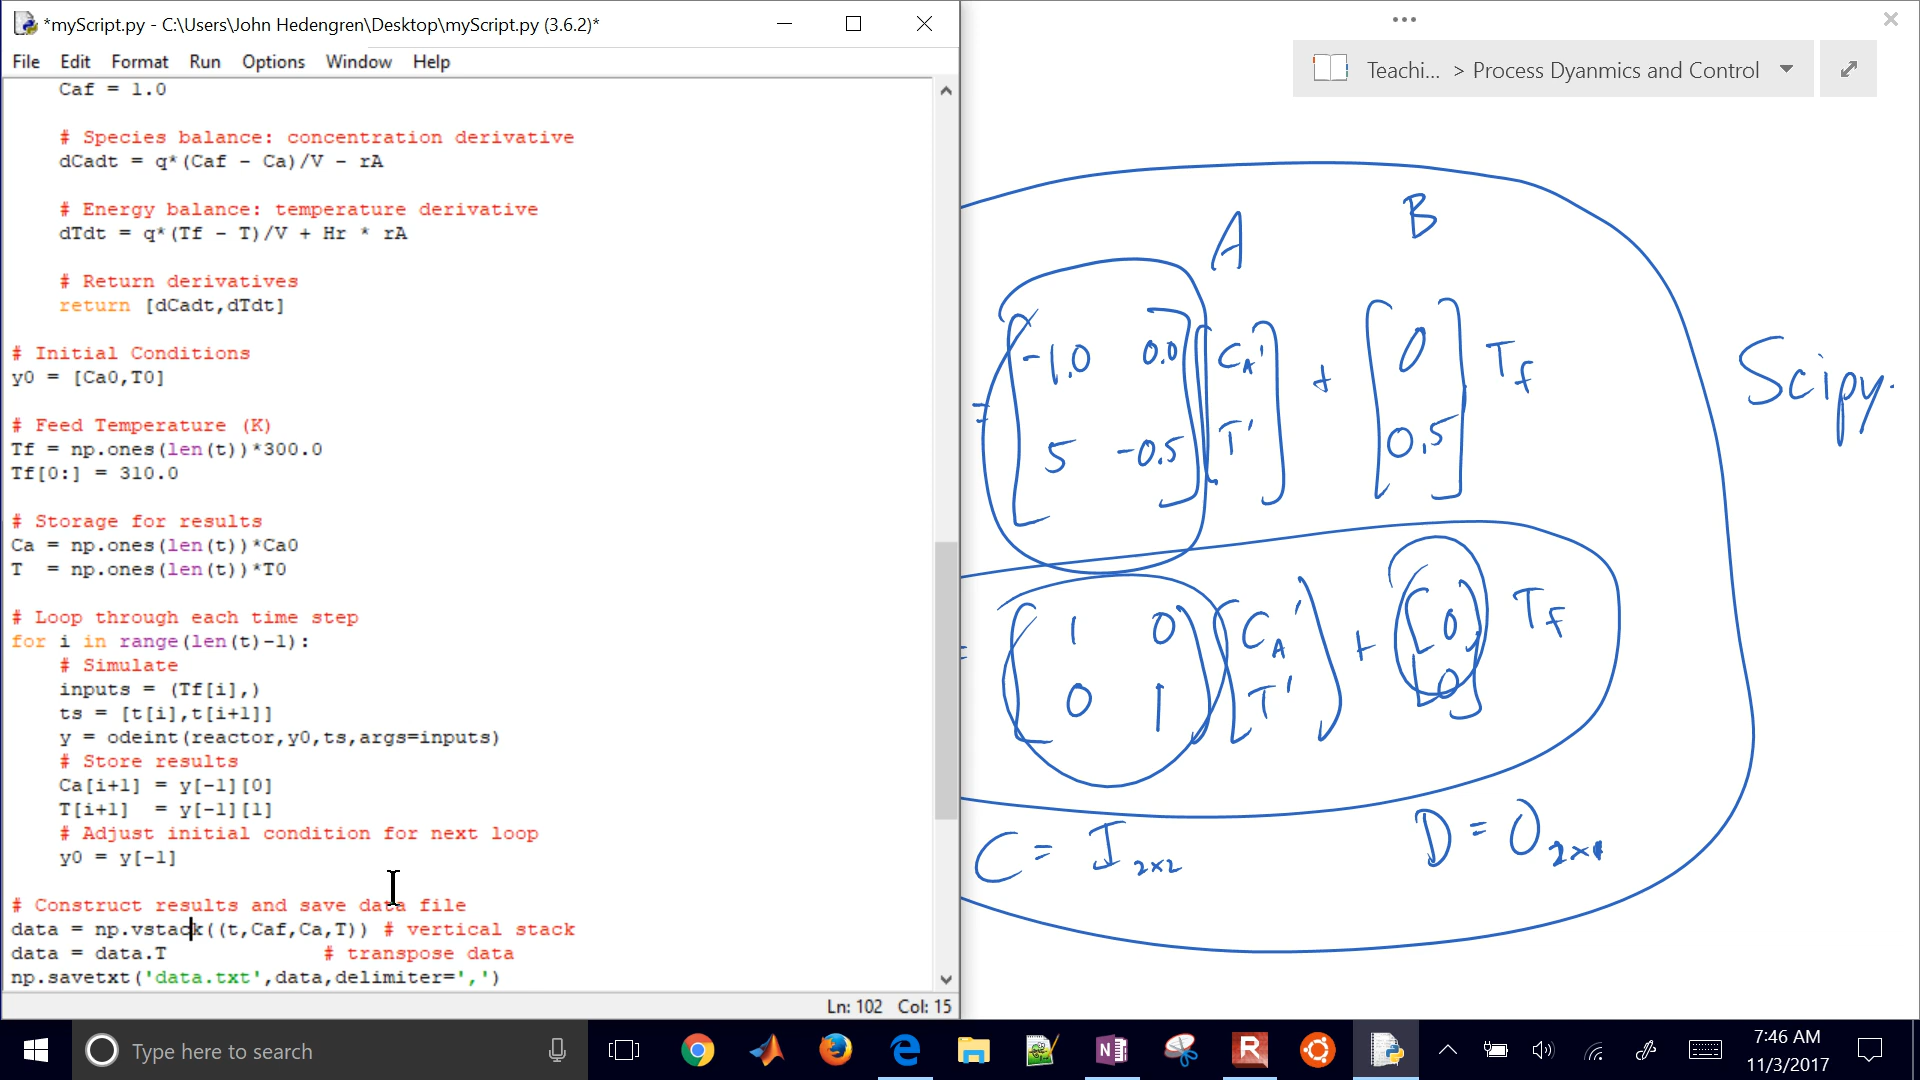 *myScript.py - C:\Users\John Hedengren\Desktop\myScript.py (3.6.2)*
File Edit Format Run Options Window Help
Caf = 1.0
# Species balance: concentration derivative
dCadt = q*(Caf - Ca)/V - rA
# Energy balance: temperature derivative
dTdt = q*(Tf - T)/V + Hr * rA
# Return derivatives
return [dCadt,dTdt]
# Initial Conditions
y0 = [Ca0,T0]
# Feed Temperature (K)
Tf = np.ones(len(t))*300.0
Tf[0:] = 310.0
# Storage for results
Ca = np.ones(len(t))*Ca0
T  = np.ones(len(t))*T0
# Loop through each time step
for i in range(len(t)-1):
# Simulate
inputs = (Tf[i],)
ts = [t[i],t[i+1]]
y = odeint(reactor,y0,ts,args=inputs)
# Store results
Ca[i+1] = y[-1][0]
T[i+1]  = y[-1][1]
# Adjust initial condition for next loop
y0 = y[-1]
# Construct results and save data file
data = np.vstack((t,Caf,Ca,T)) # vertical stack
data = data.T # transpose data
np.savetxt('data.txt',data,delimiter=',')
Ln: 102 Col: 15
Teachi... > Process Dyanmics and Control
A B
= [-1.0 0.0 [CA' + [0 Tf
5 -0.5] T'] 0.5]
Scipy.
= [1 0 [CA' + [0] Tf
0 1] T'] [0]
C = I 2x2 D = O 2x1
Type here to search
7:46 AM
11/3/2017